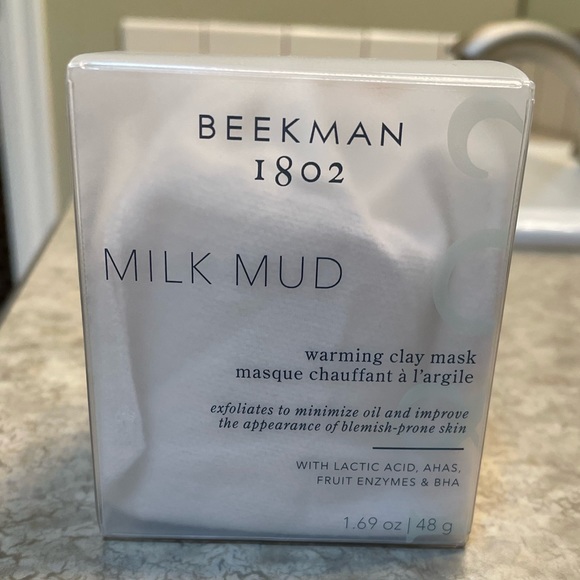 BEEKMAN
1802
MILK MUD
warming clay mask
masque chauffant à l'argile
exfoliates to minimize oil and improve
the appearance of blemish-prone skin
WITH LACTIC ACID, AHAS,
FRUIT ENZYMES & BHA
1.69 oz | 48 g